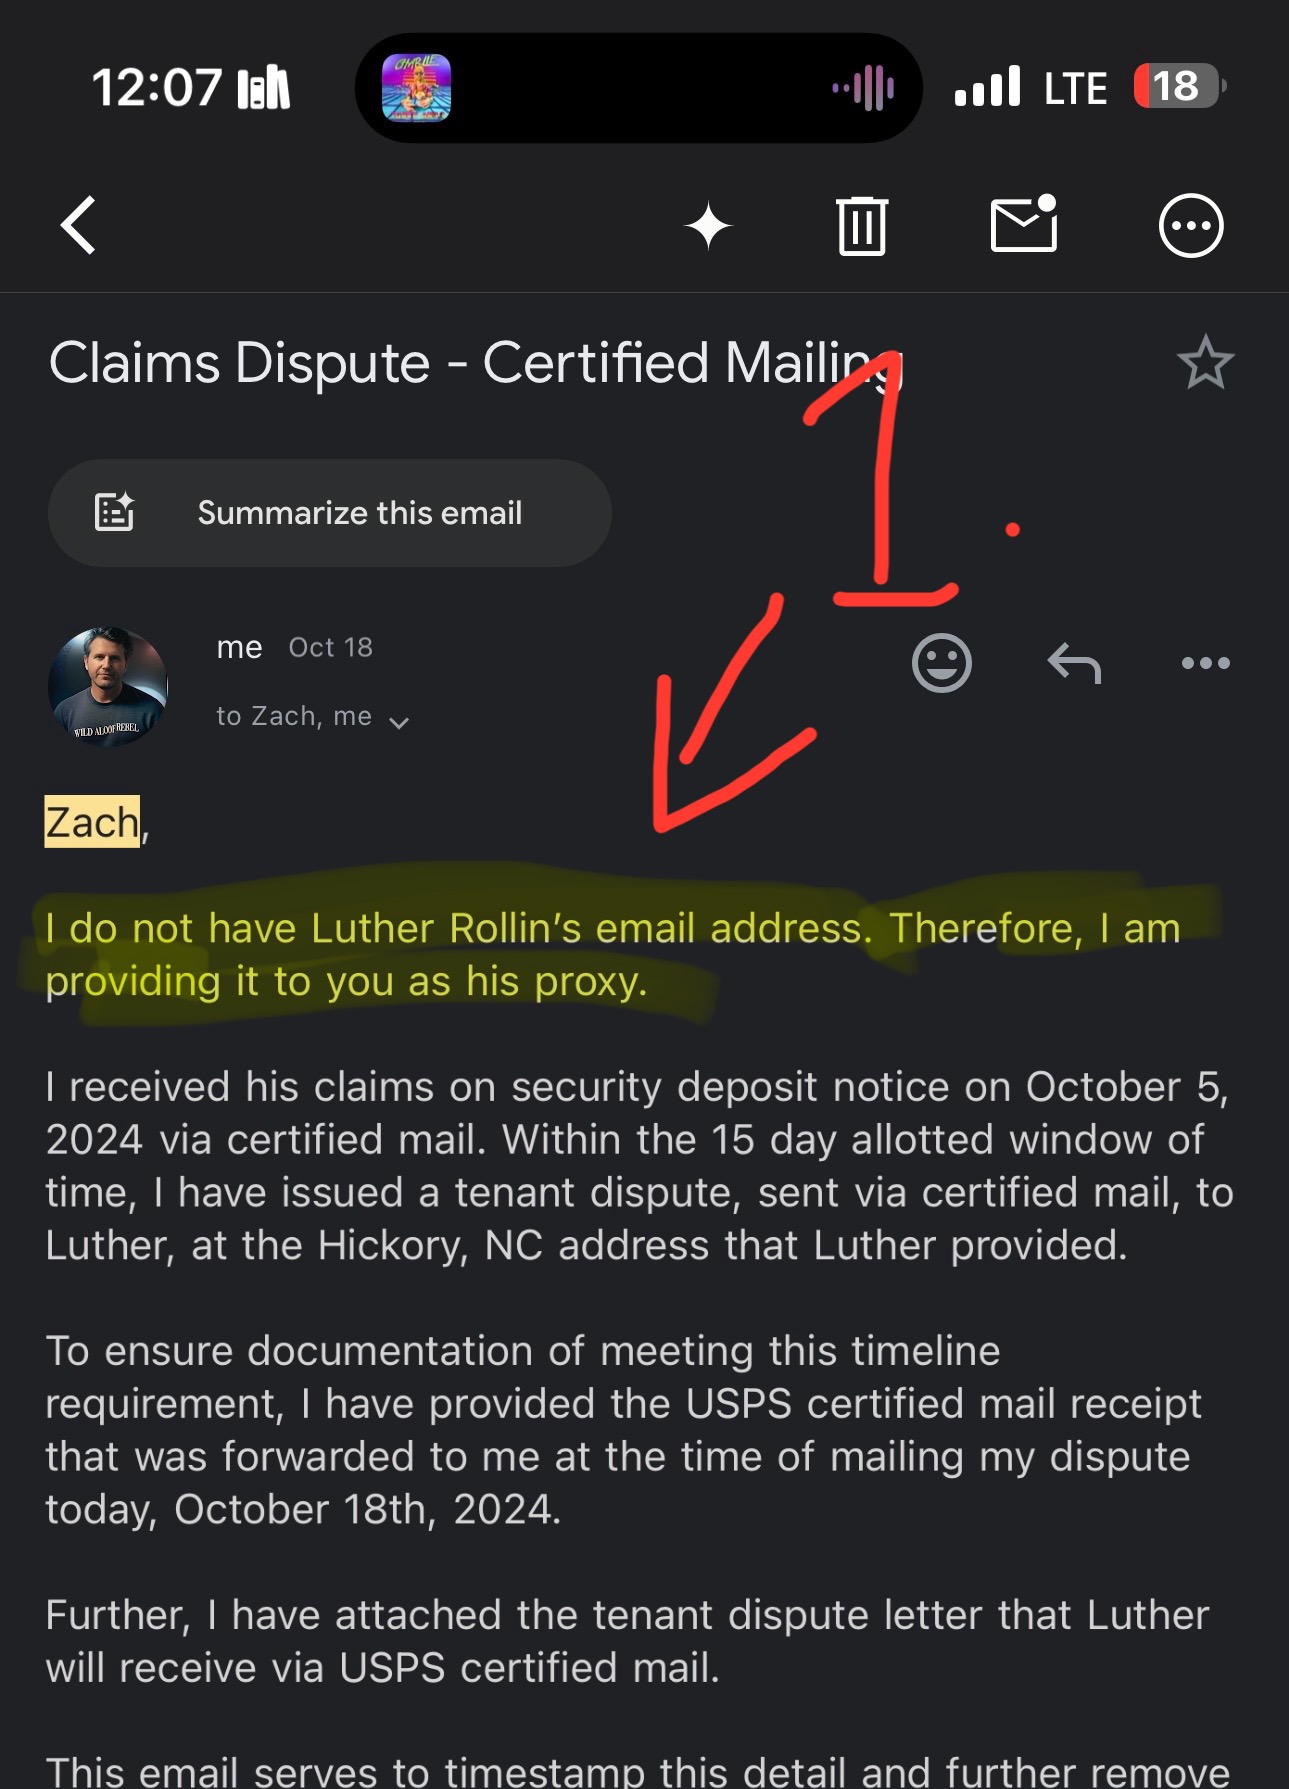 12:07
LTE
18
Claims Dispute - Certified Mailing
1.
Summarize this email
me Oct 18
to Zach, me
WILD ALOOF REBEL
Zach,
I do not have Luther Rollin’s email address. Therefore, I am
providing it to you as his proxy.
I received his claims on security deposit notice on October 5,
2024 via certified mail. Within the 15 day allotted window of
time, I have issued a tenant dispute, sent via certified mail, to
Luther, at the Hickory, NC address that Luther provided.
To ensure documentation of meeting this timeline
requirement, I have provided the USPS certified mail receipt
that was forwarded to me at the time of mailing my dispute
today, October 18th, 2024.
Further, I have attached the tenant dispute letter that Luther
will receive via USPS certified mail.
This email serves to timestamp this detail and further remove